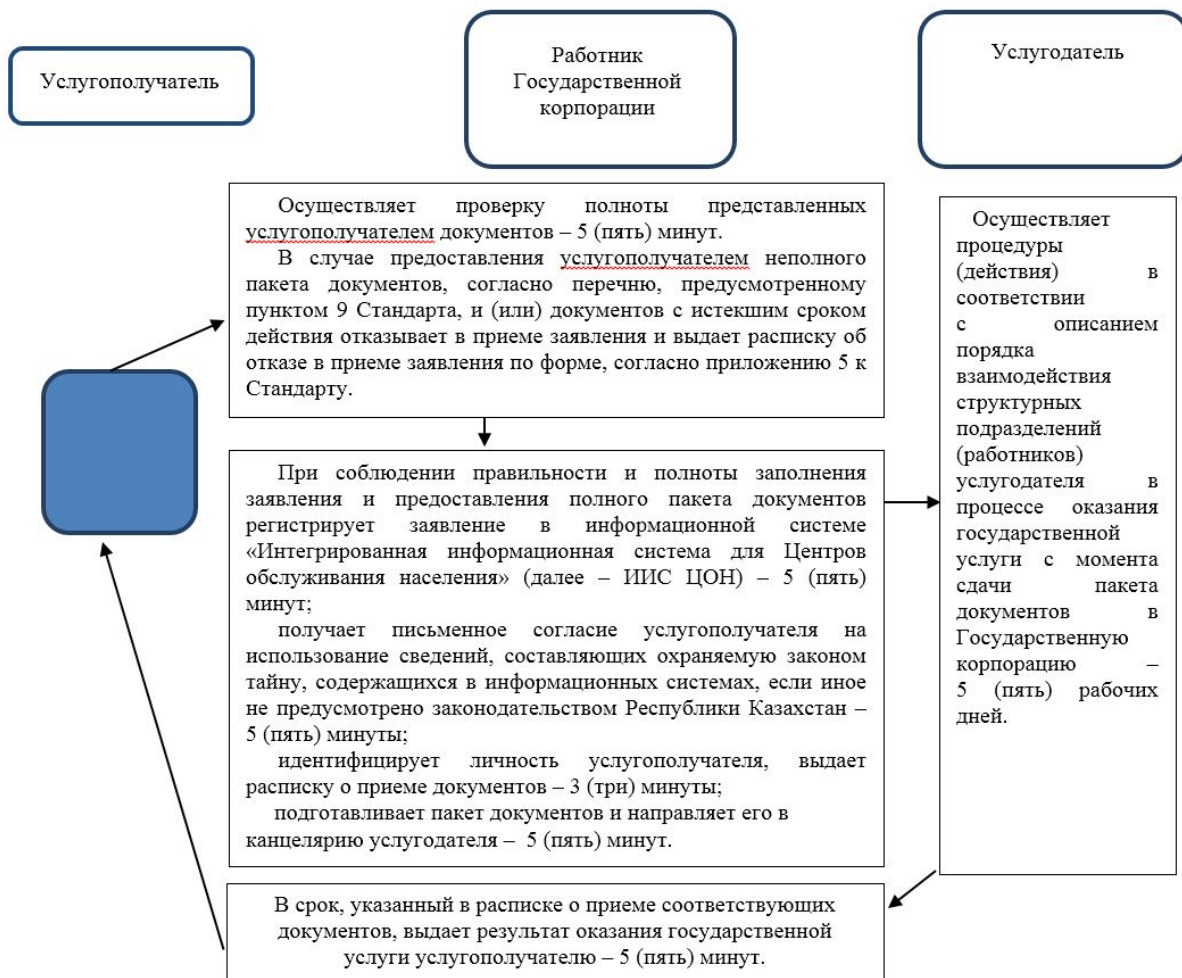 Услугополучатель
Работник
Государственной
корпорации
Услугодатель
Осуществляет проверку полноты представленных
услугополучателем документов – 5 (пять) минут.
В случае предоставления услугополучателем неполного
пакета документов, согласно перечню, предусмотренному
пунктом 9 Стандарта, и (или) документов с истекшим сроком
действия отказывает в приеме заявления и выдает расписку об
отказе в приеме заявления по форме, согласно приложению 5 к
Стандарту.
При соблюдении правильности и полноты заполнения
заявления и предоставления полного пакета документов
регистрирует заявление в информационной системе
«Интегрированная информационная система для Центров
обслуживания населения» (далее – ИИС ЦОН) – 5 (пять)
минут;
получает письменное согласие услугополучателя на
использование сведений, составляющих охраняемую законом
тайну, содержащихся в информационных системах, если иное
не предусмотрено законодательством Республики Казахстан –
5 (пять) минуты;
идентифицирует личность услугополучателя, выдает
расписку о приеме документов – 3 (три) минуты;
подготавливает пакет документов и направляет его в
канцелярию услугодателя – 5 (пять) минут.
Осуществляет
процедуры
(действия) в
соответствии
с описанием
порядка
взаимодействия
структурных
подразделений
(работников)
услугодателя в
процессе оказания
государственной
услуги с момента
сдачи пакета
документов в
Государственную
корпорацию –
5 (пять) рабочих
дней.
В срок, указанный в расписке о приеме соответствующих
документов, выдает результат оказания государственной
услуги услугополучателю – 5 (пять) минут.